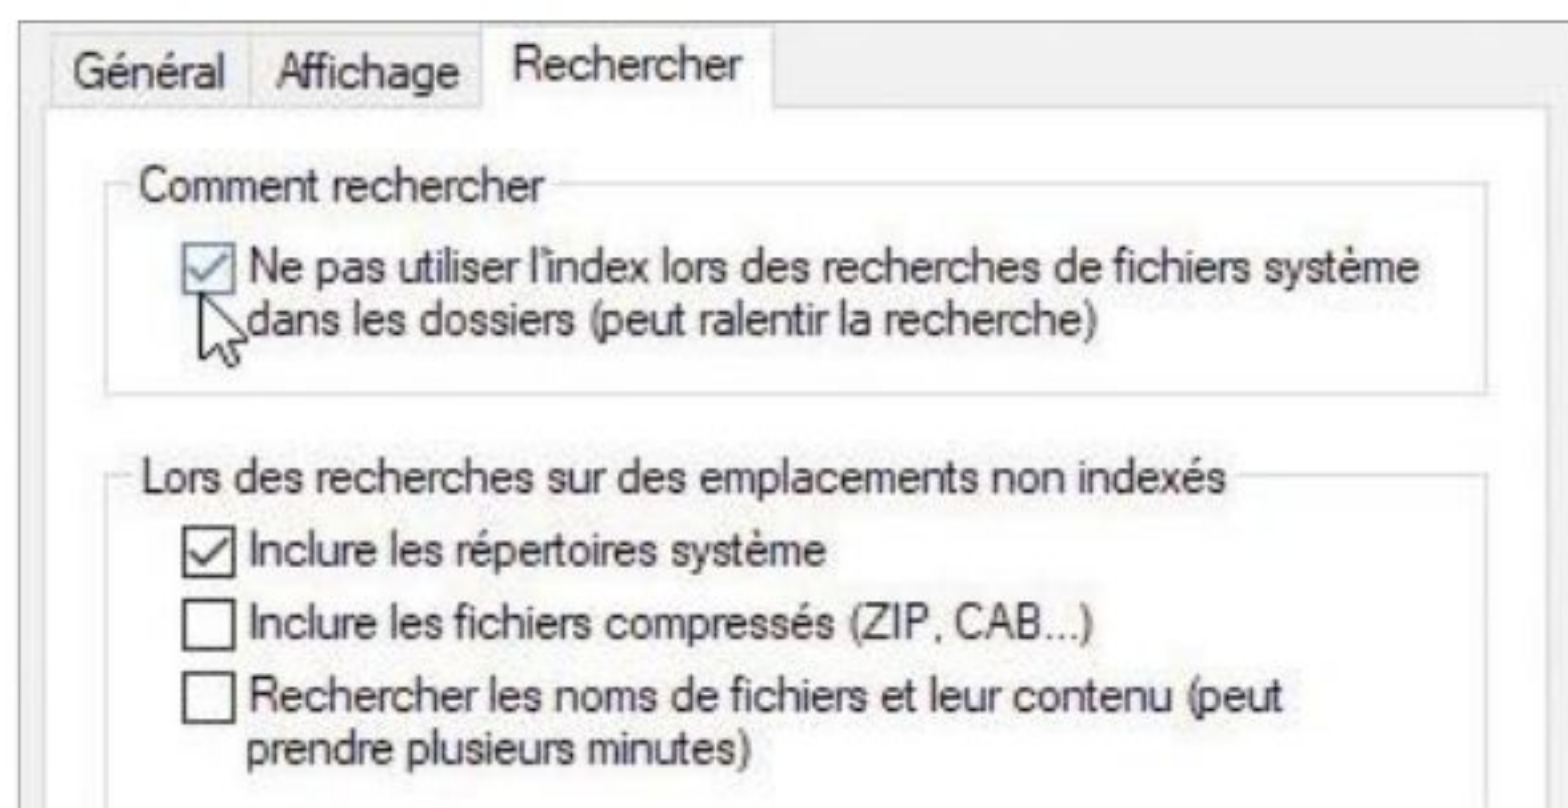 Général Affichage Rechercher
Comment rechercher
Ne pas utiliser l'index lors des recherches de fichiers système
dans les dossiers (peut ralentir la recherche)
Lors des recherches sur des emplacements non indexés
Inclure les répertoires système
Inclure les fichiers compressés (ZIP, CAB...)
Rechercher les noms de fichiers et leur contenu (peut
prendre plusieurs minutes)